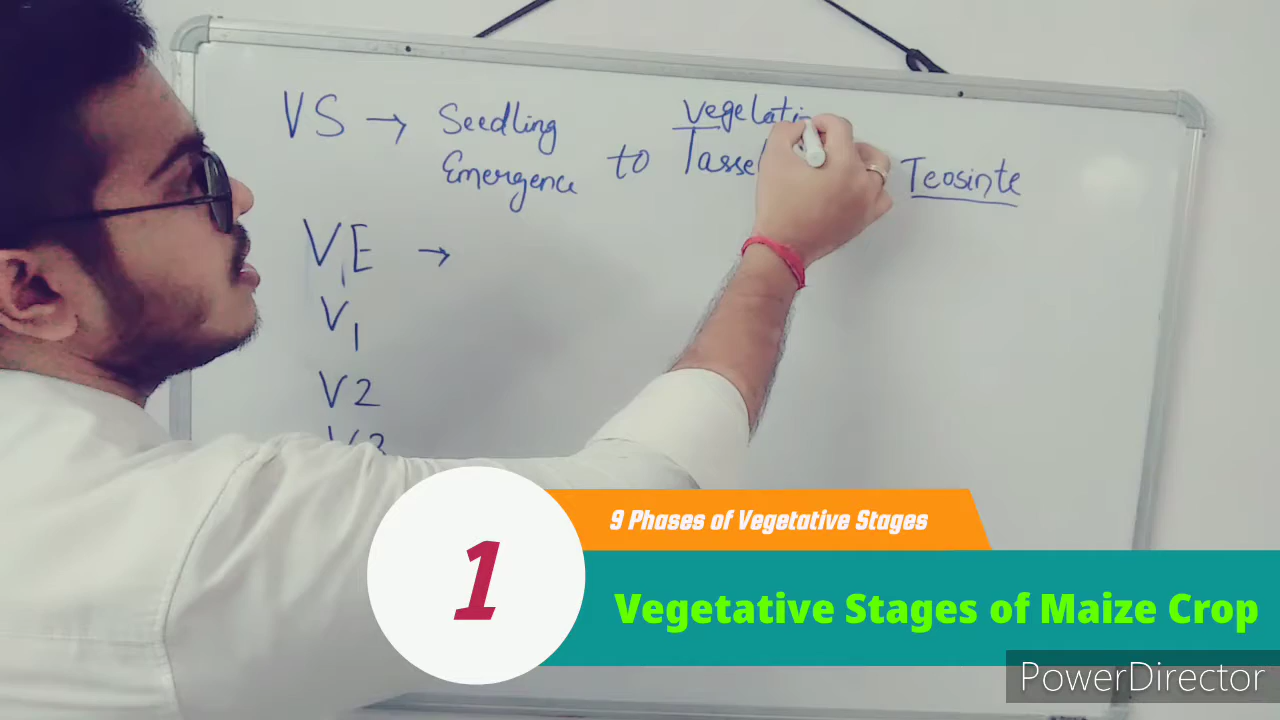 VS → Seedling
Emergence to
Teosinte
VE →
V1
V2
V3
1
9 Phases of Vegetative Stages
Vegetative Stages of Maize Crop
PowerDirector